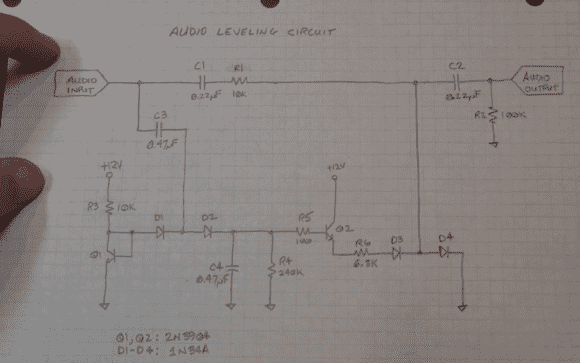 AUDIO LEVELING CIRCUIT
AUDIO
INPUT
C1
0.22µF
R1
10K
C2
0.22µF
AUDIO
OUTPUT
R2
100K
C3
0.47µF
+12V
R3
10K
Q1
D1
D2
C4
0.47µF
R4
240K
R5
+12V
Q2
R6
6.8K
D3
D4
Q1, Q2: 2N3904
D1-D4: 1N34A